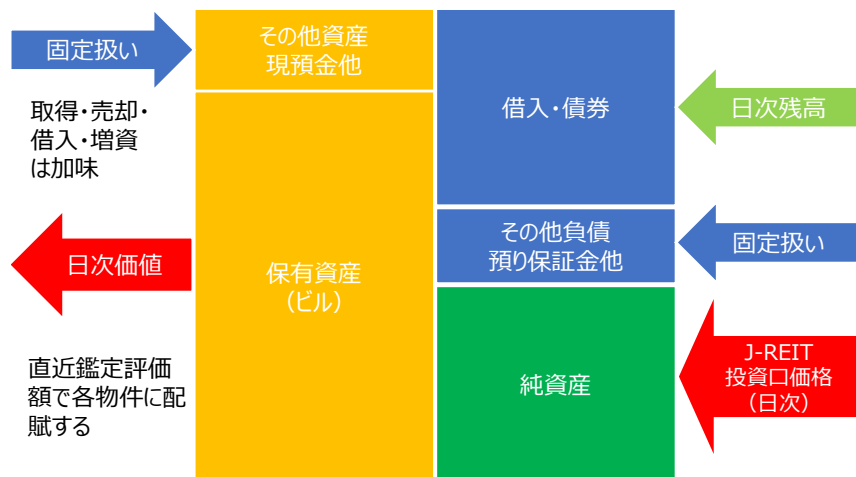 固定扱い
取得・売却・
借入・増資
は加味
日次価値
直近鑑定評価
額で各物件に配
賦する
その他資産
現預金他
保有資産
（ビル）
借入・債券
その他負債
預り保証金他
純資産
日次残高
固定扱い
J-REIT
投資口価格
（日次）